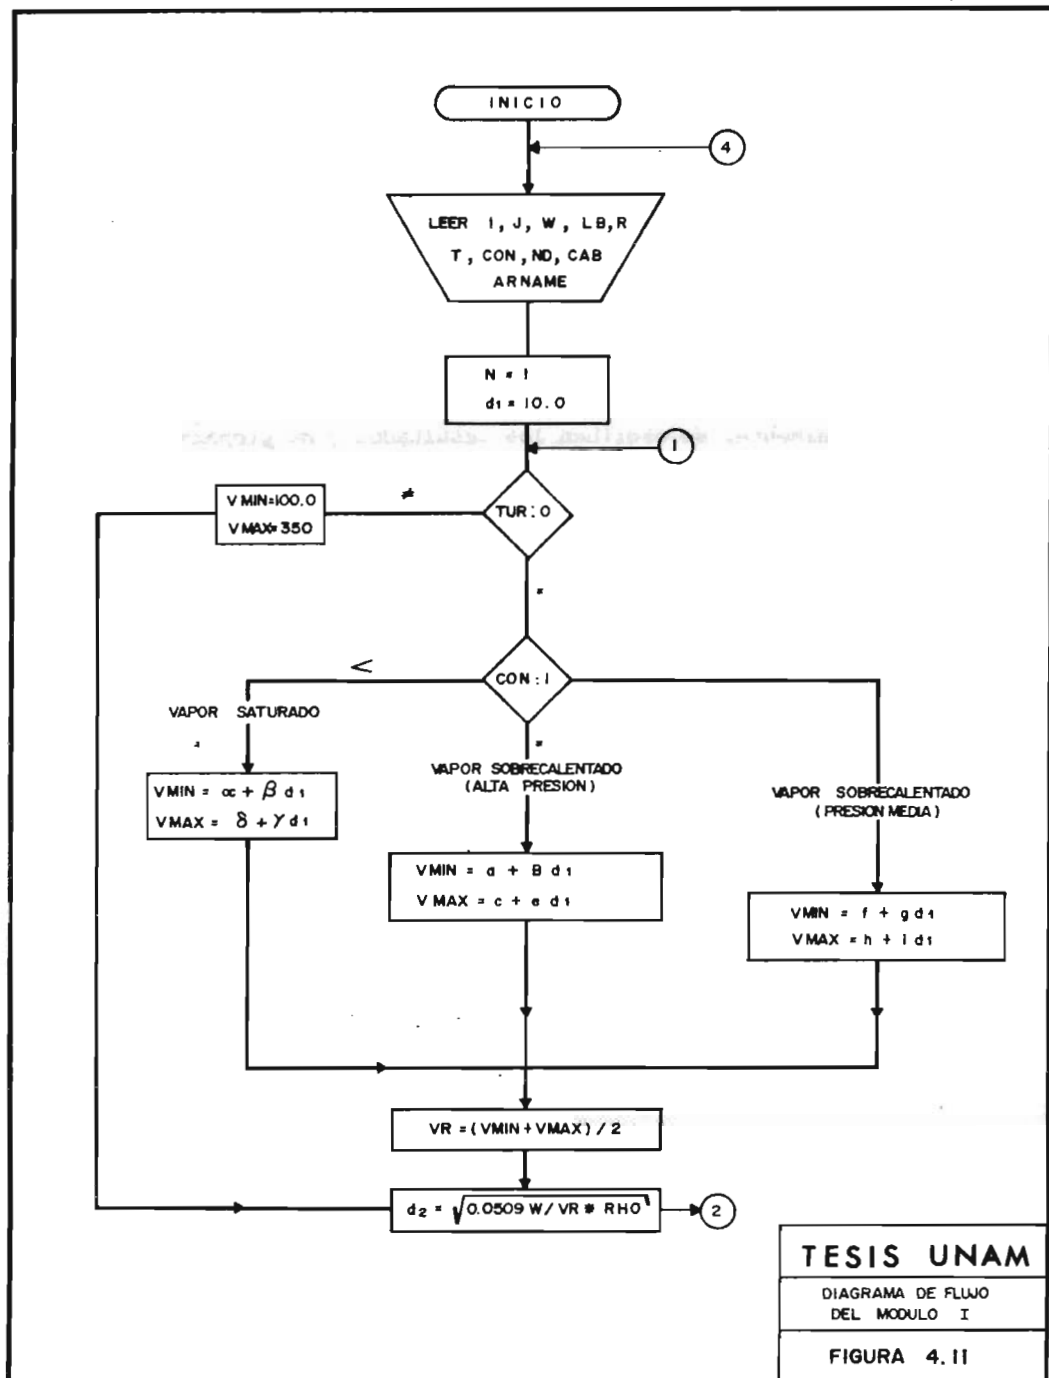 INICIO
4
LEER I, J, W, LB, R
T, CON, ND, CAB
ARNAME
N = 1
d1 = 10.0
1
VMIN=100.0
VMAX=350
≠
TUR : 0
=
<
CON : 1
VAPOR SATURADO
=
VAPOR SOBRECALENTADO
(ALTA PRESION)
VAPOR SOBRECALENTADO
(PRESION MEDIA)
VMIN = α + β d1
VMAX = δ + γ d1
VMIN = a + B d1
VMAX = c + e d1
VMIN = f + g d1
VMAX = h + i d1
VR = (VMIN + VMAX) / 2
d2 = √0.0509 W / VR * RHO
2
TESIS UNAM
DIAGRAMA DE FLUJO
DEL MODULO I
FIGURA 4.11